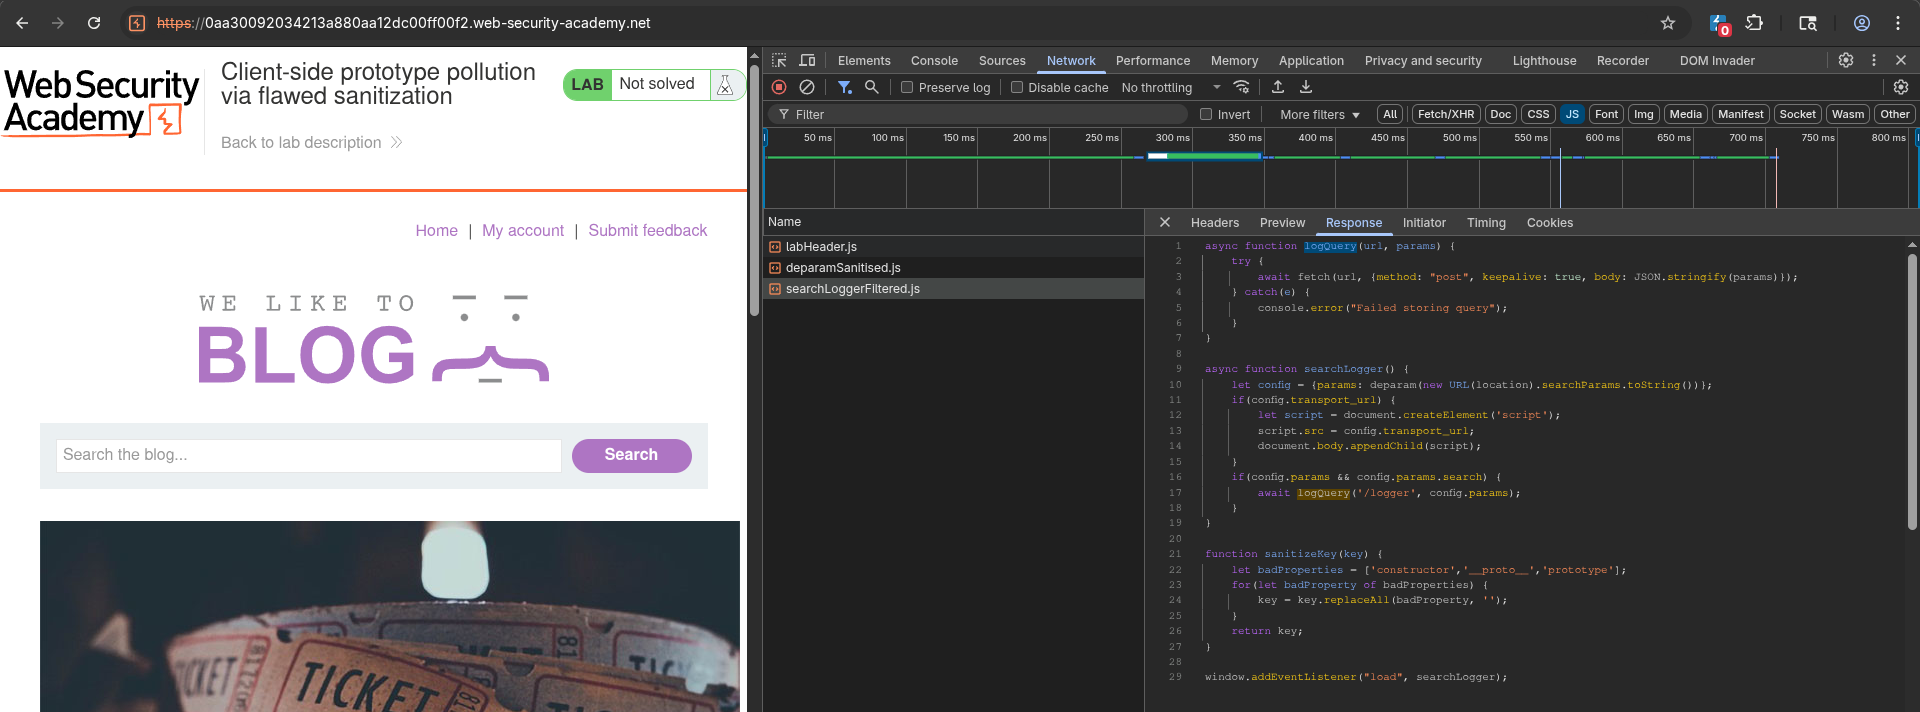 https://0aa30092034213a880aa12dc00ff00f2.web-security-academy.net
0
Web Security
Academy
Client-side prototype pollution
via flawed sanitization
LAB Not solved
Back to lab description
Home | My account | Submit feedback
WE LIKE TO
BLOG
Search the blog...
Search
TICKET
TICKET
Elements Console Sources Network Performance Memory Application Privacy and security Lighthouse Recorder DOM Invader
Preserve log Disable cache No throttling
Filter Invert More filters All Fetch/XHR Doc CSS JS Font Img Media Manifest Socket Wasm Other
50 ms 100 ms 150 ms 200 ms 250 ms 300 ms 350 ms 400 ms 450 ms 500 ms 550 ms 600 ms 650 ms 700 ms 750 ms 800 ms
Name
labHeader.js
deparamSanitised.js
searchLoggerFiltered.js
Headers Preview Response Initiator Timing Cookies
1 async function logQuery(url, params) {
2 try {
3 await fetch(url, {method: "post", keepalive: true, body: JSON.stringify(params)});
4 } catch(e) {
5 console.error("Failed storing query");
6 }
7 }
8
9 async function searchLogger() {
10 let config = {params: deparam(new URL(location).searchParams.toString())};
11 if(config.transport_url) {
12 let script = document.createElement('script');
13 script.src = config.transport_url;
14 document.body.appendChild(script);
15 }
16 if(config.params && config.params.search) {
17 await logQuery('/logger', config.params);
18 }
19 }
20
21 function sanitizeKey(key) {
22 let badProperties = ['constructor','__proto__','prototype'];
23 for(let badProperty of badProperties) {
24 key = key.replaceAll(badProperty, '');
25 }
26 return key;
27 }
28
29 window.addEventListener("load", searchLogger);